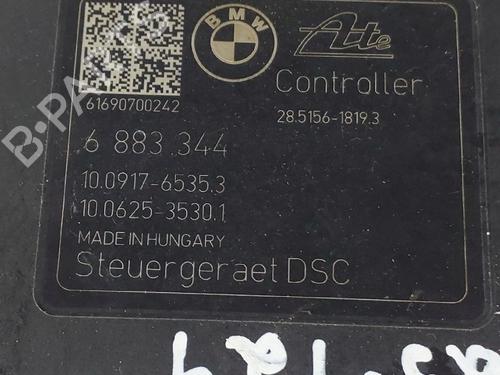 BMW
Ate
Controller
61690700242
28.5156-1819.3
6 883 344
10.0917-6535.3
10.0625-3530.1
MADE IN HUNGARY
Steuergeraet DSC
B-PARTS